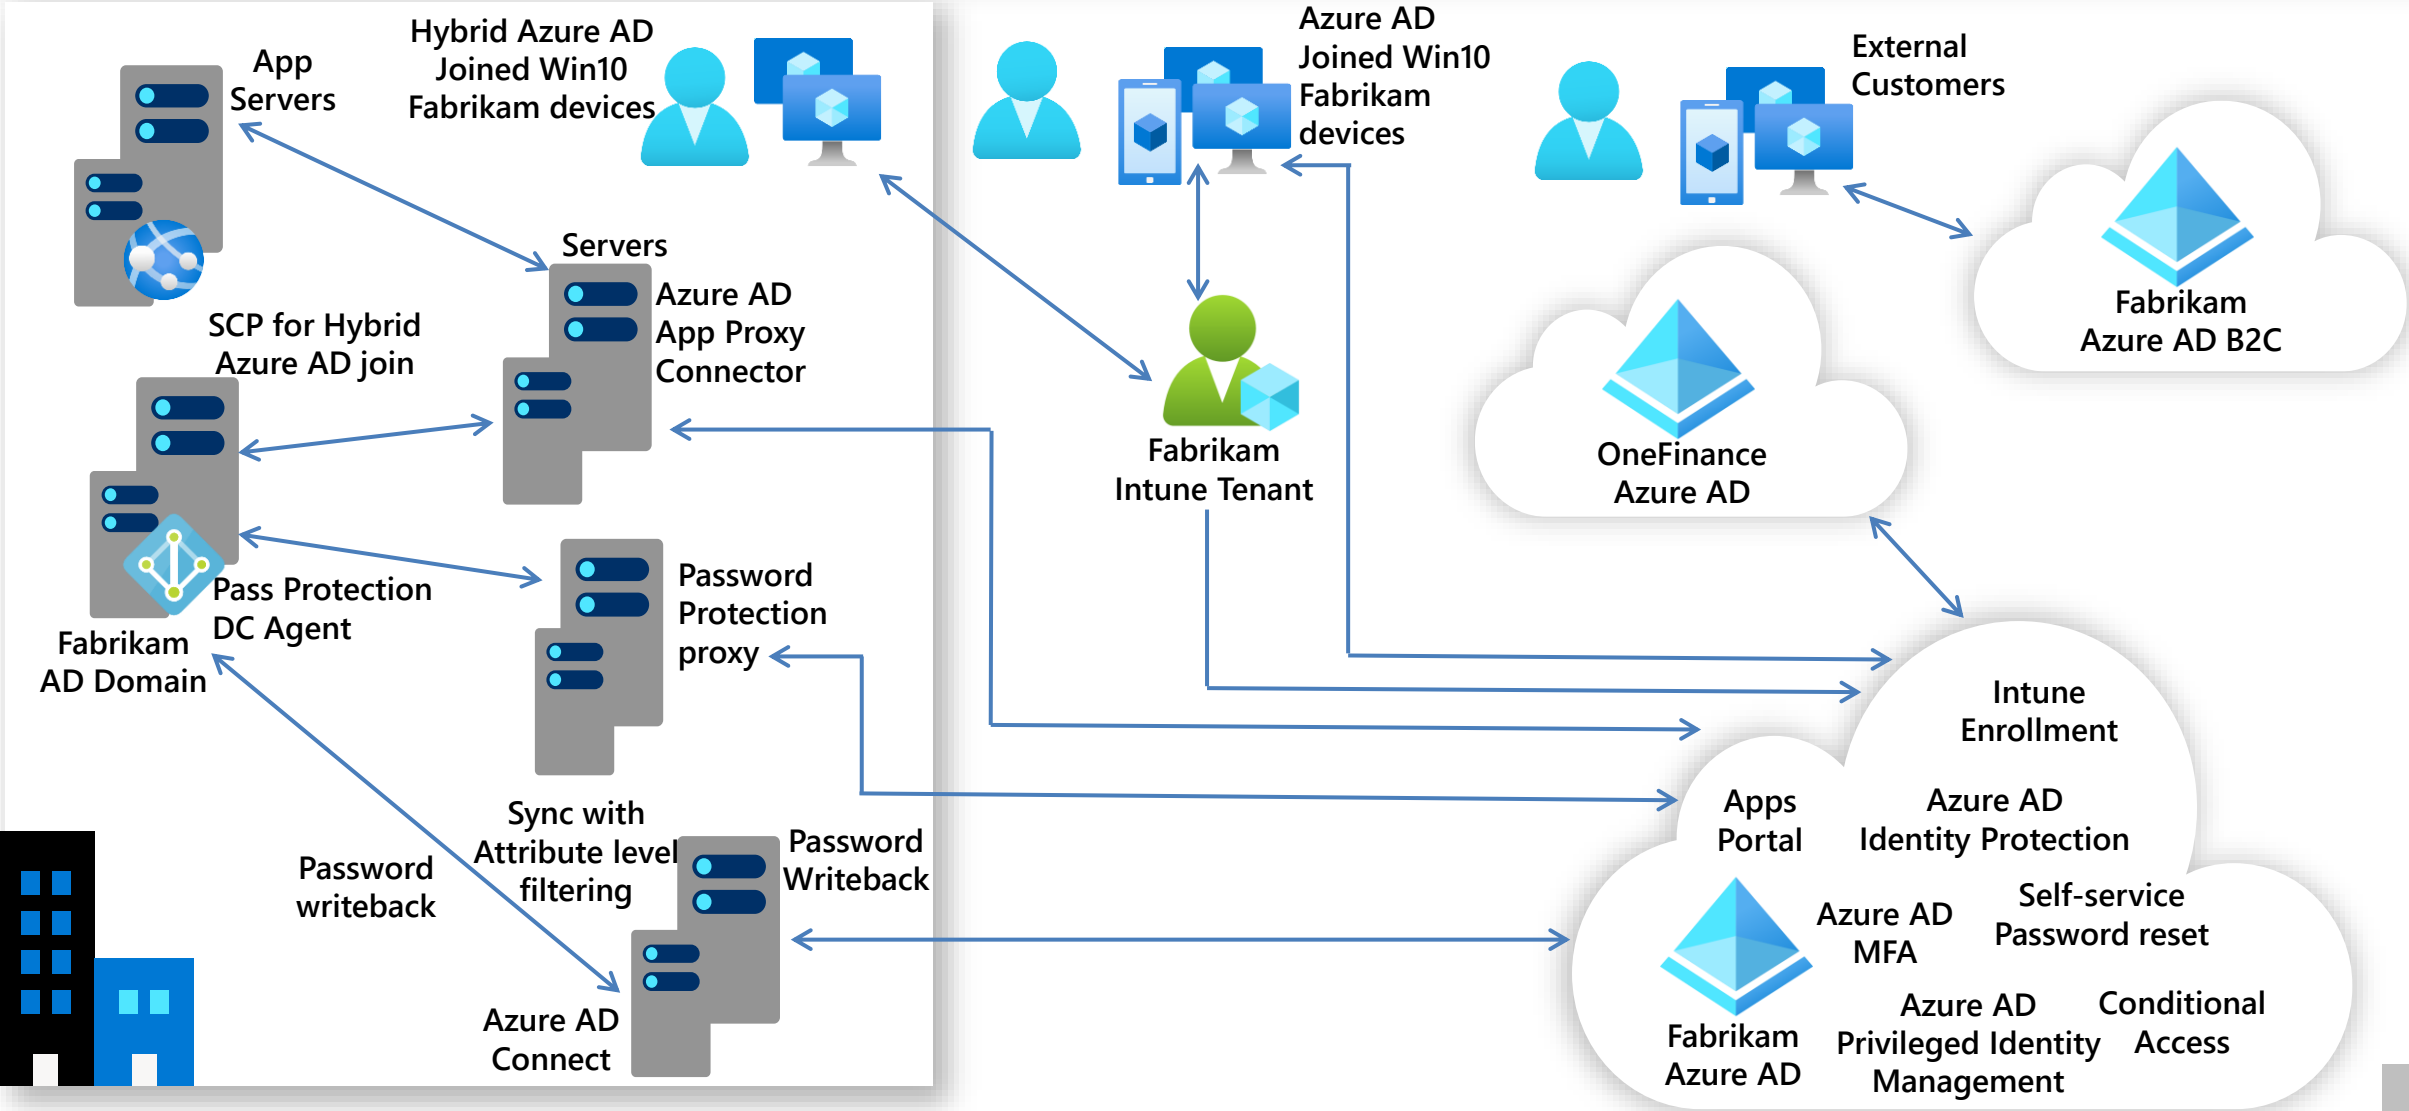 App
Servers
Hybrid Azure AD
Joined Win10
Fabrikam devices
Azure AD
Joined Win10
Fabrikam
devices
External
Customers
Servers
Azure AD
App Proxy
Connector
SCP for Hybrid
Azure AD join
Fabrikam
Azure AD B2C
Fabrikam
Intune Tenant
OneFinance
Azure AD
Pass Protection
DC Agent
Fabrikam
AD Domain
Password
Protection
proxy
Intune
Enrollment
Sync with
Attribute level
filtering
Password
Writeback
Password
writeback
Azure AD
Connect
Apps
Portal
Azure AD
Identity Protection
Self-service
Password reset
Azure AD
MFA
Fabrikam
Azure AD
Azure AD
Privileged Identity
Management
Conditional
Access